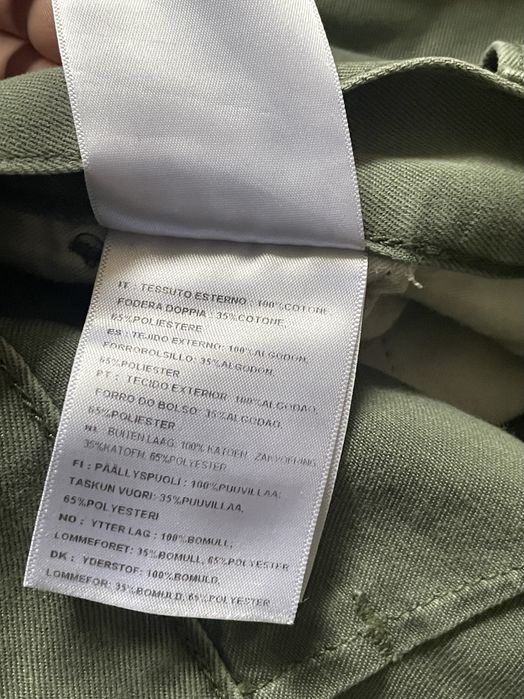 IT : TESSUTO ESTERNO : 100%COTONE,
FODERA DOPPIA : 35%COTONE,
65%POLIESTERE
ES : TEJIDO EXTERNO: 100% ALGODON,
FORROBOLSILLO: 35%ALGODON,
65%POLIESTER
PT : TECIDO EXTERIOR: 100%ALGODAO,
FORRO DO BOLSO: 35%ALGODAO,
65%POLYESTER
NL : BUITENLAAG: 100% KATOEN, ZAKVOERING
35%KATOEN, 65%POLYESTER
FI : PÄÄLLYSPUOLI : 100%PUUVILLAA;
TASKUN VUORI: 35%PUUVILLAA,
65%POLYESTERI
NO : YTTER LAG : 100%BOMULL;
LOMMEFORET: 35%BOMULL, 65%POLYESTER
DK : YDERSTOF: 100%BOMULD,
LOMMEFOR: 35%BOMULD, 65%POLYESTER